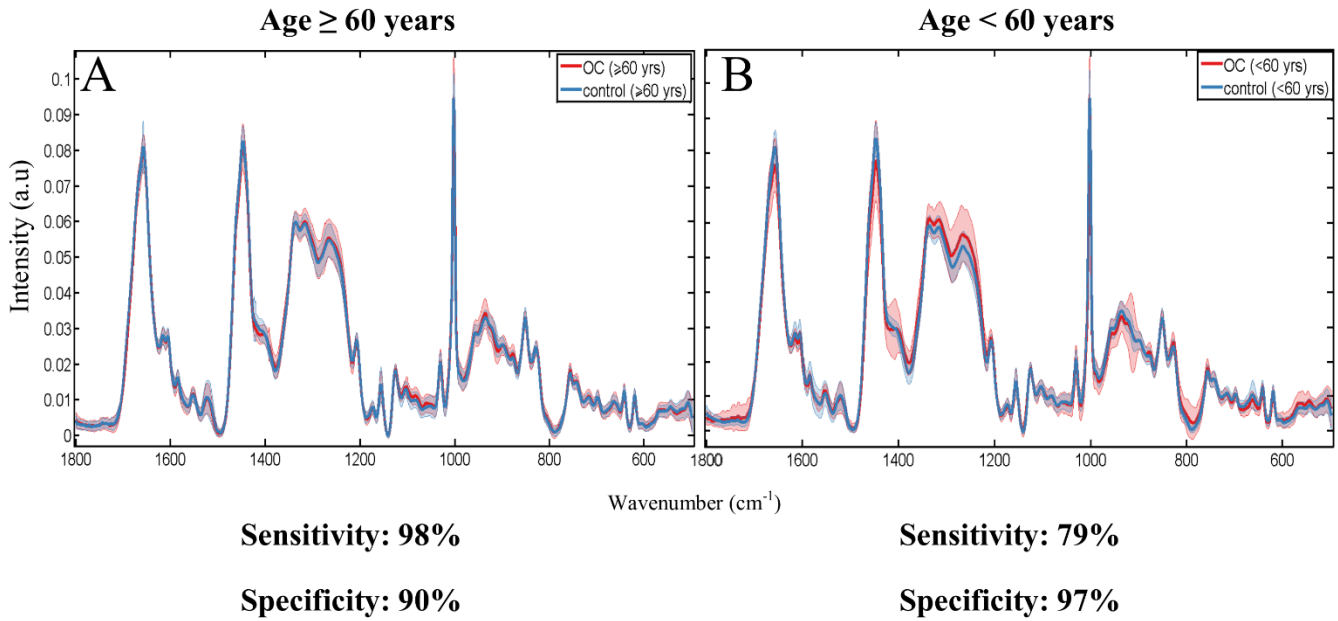 Age ≥ 60 years
Age < 60 years
A
OC (⩾60 yrs)
control (⩾60 yrs)
B
OC (<60 yrs)
control (<60 yrs)
Intensity (a.u)
0.1
0.09
0.08
0.07
0.06
0.05
0.04
0.03
0.02
0.01
0
1800
1600
1400
1200
1000
800
600
1800
1600
1400
1200
1000
800
600
Wavenumber (cm⁻¹)
Sensitivity: 98%
Sensitivity: 79%
Specificity: 90%
Specificity: 97%